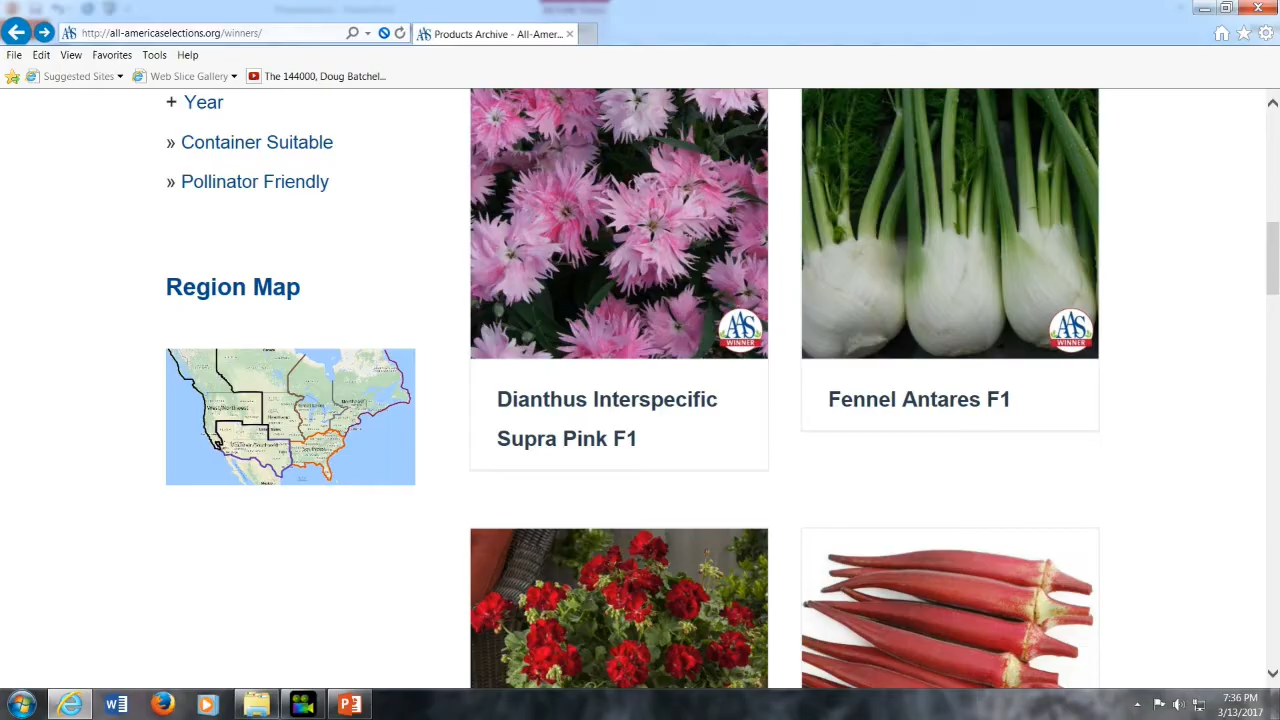 http://all-americaselections.org/winners/
Products Archive - All-Amer...
File Edit View Favorites Tools Help
Suggested Sites Web Slice Gallery The 144000, Doug Batchel...
+ Year
» Container Suitable
» Pollinator Friendly
Region Map
AAS
WINNER
AAS
WINNER
Dianthus Interspecific
Supra Pink F1
Fennel Antares F1
7:36 PM
3/13/2017